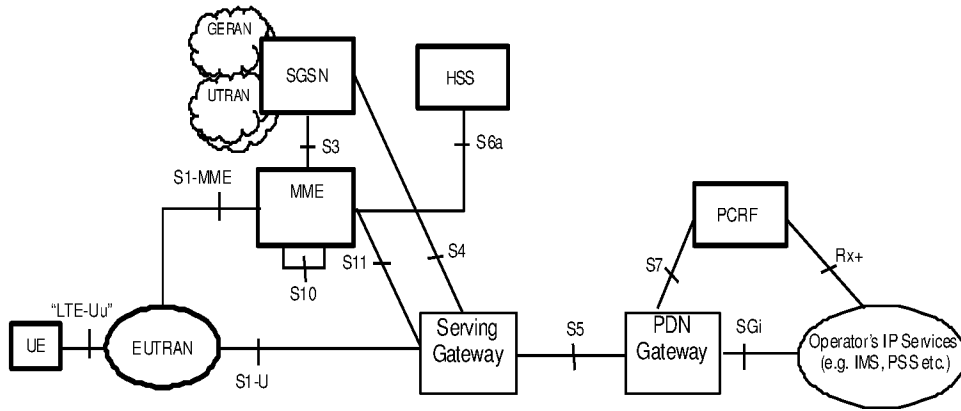 GERAN
SGSN
HSS
UTRAN
S3
S6a
S1-MME
MME
PCRF
S4
S11
S7
Rx+
S10
"LTE-Uu"
UE
EUTRAN
Serving
Gateway
S5
PDN
Gateway
SGi
Operator's IP Services
(e.g. IMS, PSS etc.)
S1-U